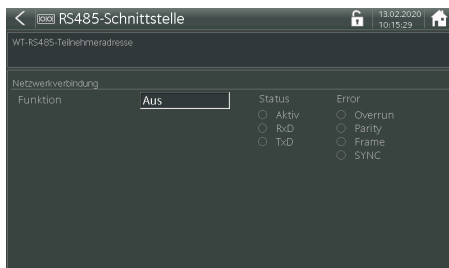 RS485-Schnittstelle
13.02.2020
10:15:29
WT-RS485-Teilnehmeradresse
Netzwerkverbindung
Funktion Aus Status Error
Aktiv Overrun
RxD Parity
TxD Frame
SYNC